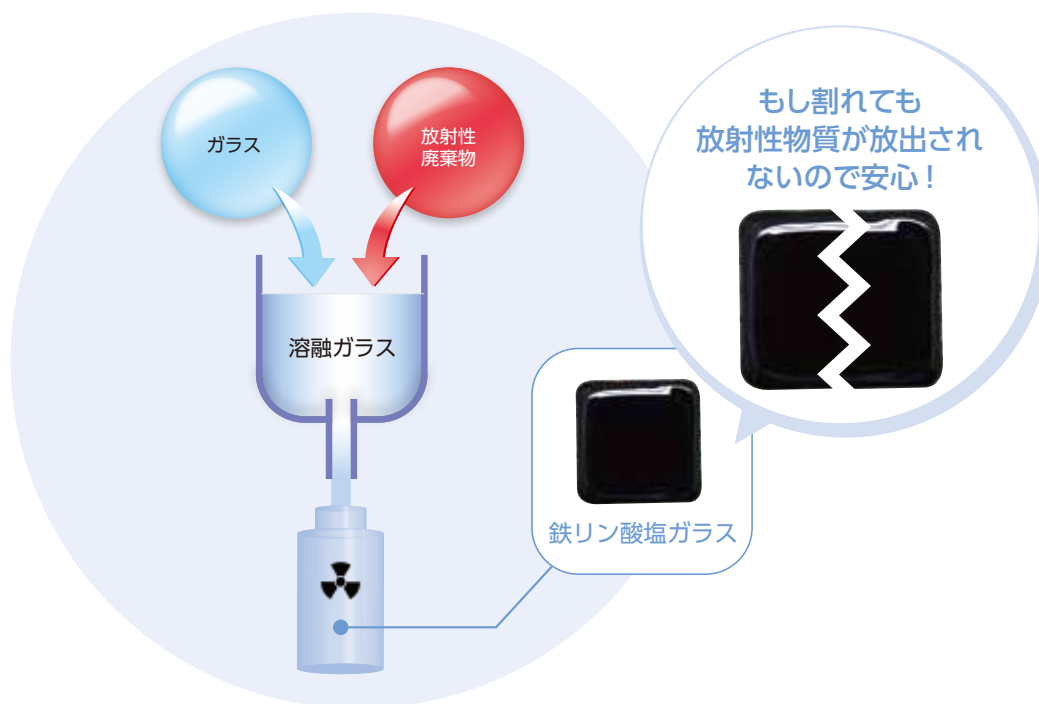 ガラス
放射性
廃棄物
溶融ガラス
もし割れても
放射性物質が放出され
ないので安心！
鉄リン酸塩ガラス